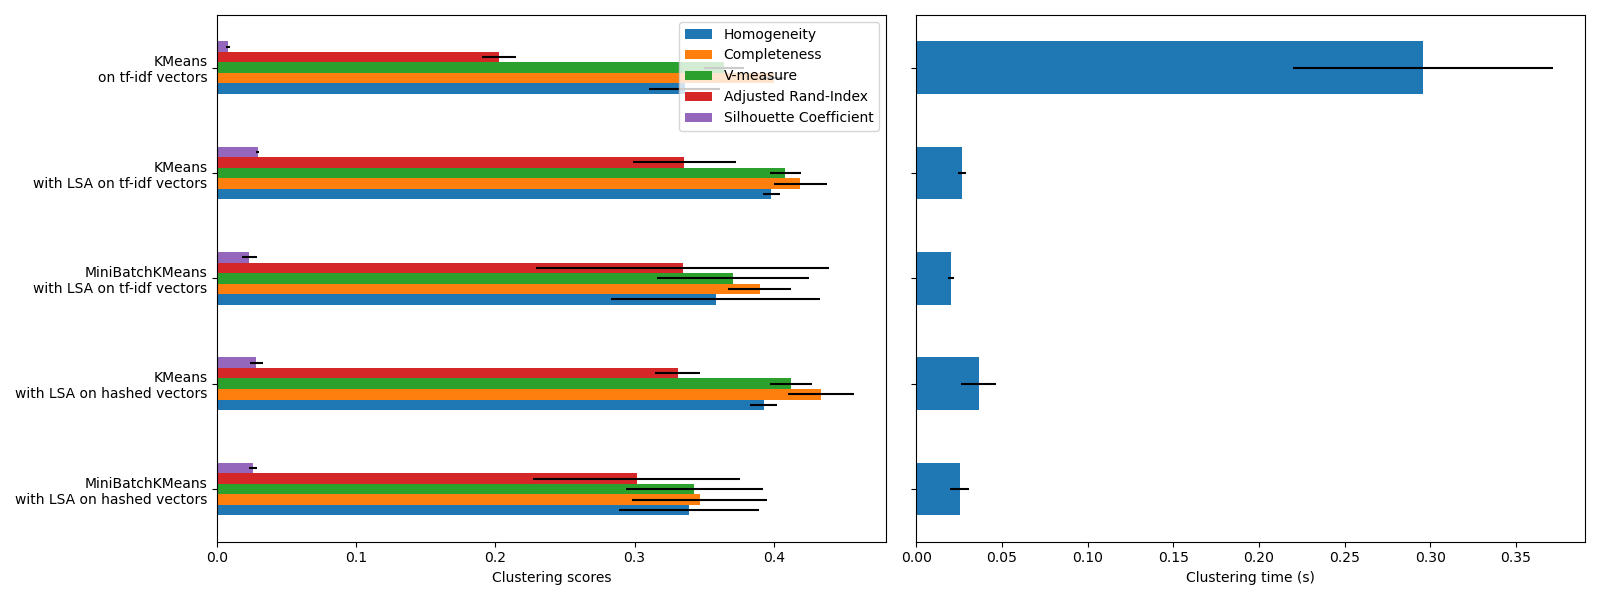 KMeans
on tf-idf vectors
KMeans
with LSA on tf-idf vectors
MiniBatchKMeans
with LSA on tf-idf vectors
KMeans
with LSA on hashed vectors
MiniBatchKMeans
with LSA on hashed vectors
Homogeneity
Completeness
V-measure
Adjusted Rand-Index
Silhouette Coefficient
0.0 0.1 0.2 0.3 0.4
Clustering scores
0.00 0.05 0.10 0.15 0.20 0.25 0.30 0.35
Clustering time (s)